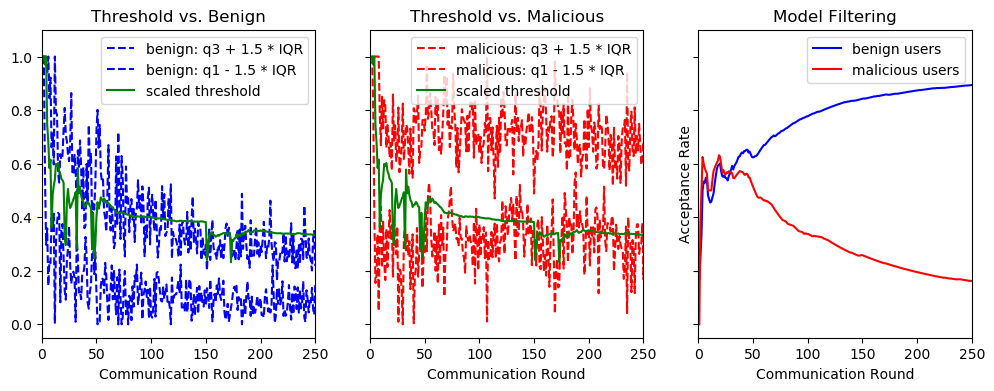 Threshold vs. Benign
benign: q3 + 1.5 * IQR
benign: q1 - 1.5 * IQR
scaled threshold
1.0
0.8
0.6
0.4
0.2
0.0
0 50 100 150 200 250
Communication Round
Threshold vs. Malicious
malicious: q3 + 1.5 * IQR
malicious: q1 - 1.5 * IQR
scaled threshold
0 50 100 150 200 250
Communication Round
Model Filtering
benign users
malicious users
Acceptance Rate
0 50 100 150 200 250
Communication Round